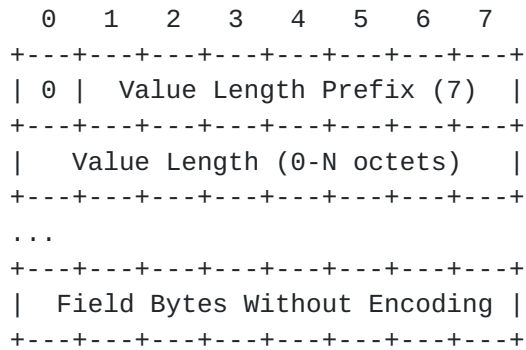 0   1   2   3   4   5   6   7
+---+---+---+---+---+---+---+---+
| 0 |  Value Length Prefix (7)  |
+---+---+---+---+---+---+---+---+
|   Value Length (0-N octets)   |
+---+---+---+---+---+---+---+---+
...
+---+---+---+---+---+---+---+---+
|  Field Bytes Without Encoding |
+---+---+---+---+---+---+---+---+